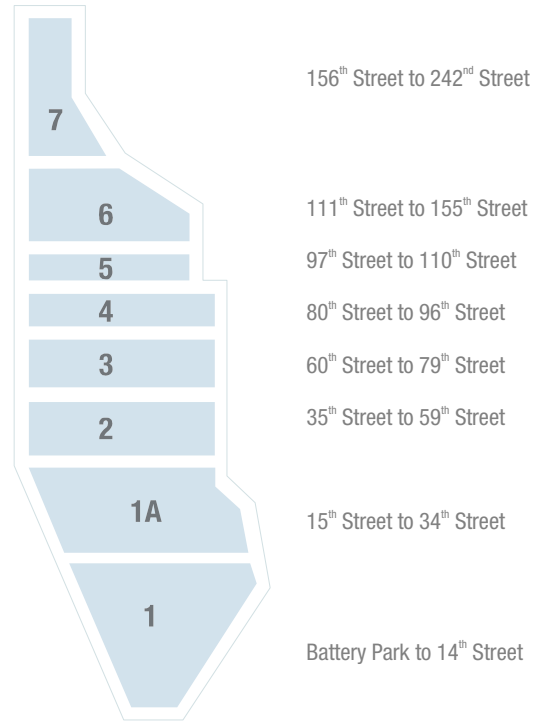 7 156th Street to 242nd Street
6 111th Street to 155th Street
5 97th Street to 110th Street
4 80th Street to 96th Street
3 60th Street to 79th Street
2 35th Street to 59th Street
1A 15th Street to 34th Street
1 Battery Park to 14th Street